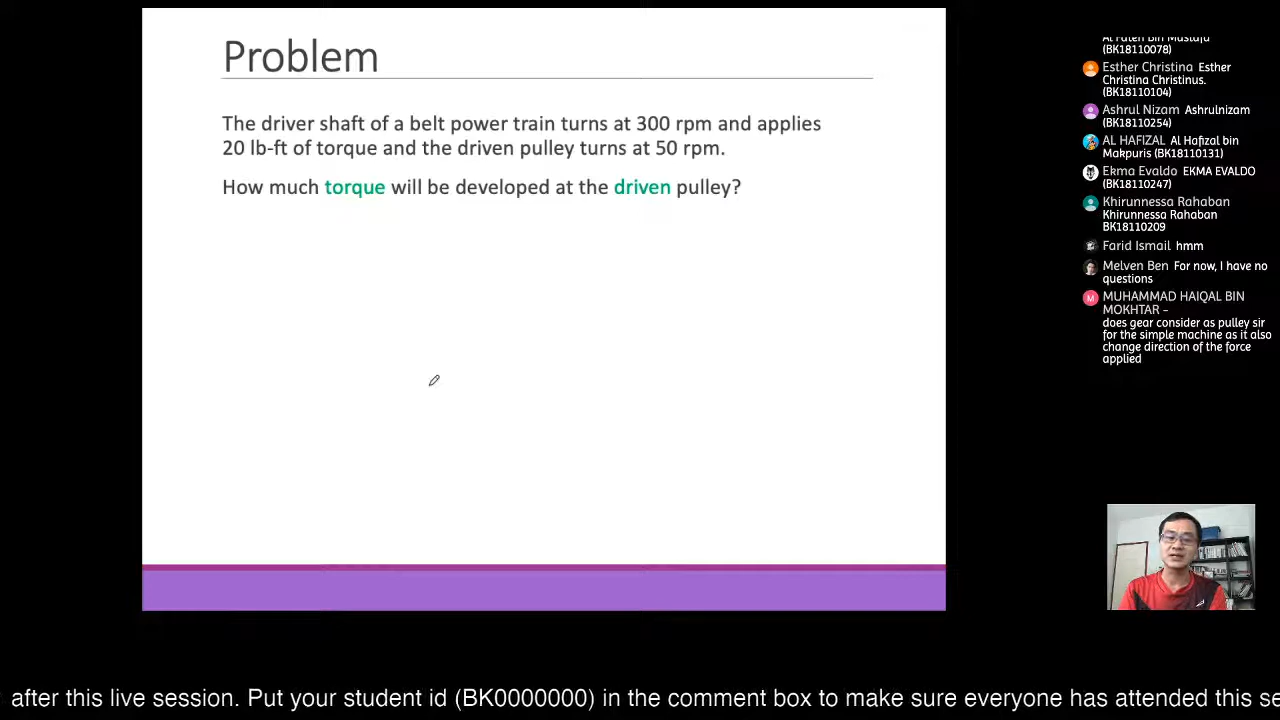 Problem
The driver shaft of a belt power train turns at 300 rpm and applies
20 lb-ft of torque and the driven pulley turns at 50 rpm.
How much torque will be developed at the driven pulley?
(BK18110078)
Esther Christina Esther
Christina Christinus.
(BK18110104)
Ashrul Nizam Ashrulnizam
(BK18110254)
AL HAFIZAL Al Hafizal bin
Makpuris (BK18110131)
Ekma Evaldo EKMA EVALDO
(BK18110247)
Khirunnessa Rahaban
Khirunnessa Rahaban
BK18110209
Farid Ismail hmm
Melven Ben For now, I have no
questions
M MUHAMMAD HAIQAL BIN
MOKHTAR -
does gear consider as pulley sir
for the simple machine as it also
change direction of the force
applied
after this live session. Put your student id (BK0000000) in the comment box to make sure everyone has attended this se